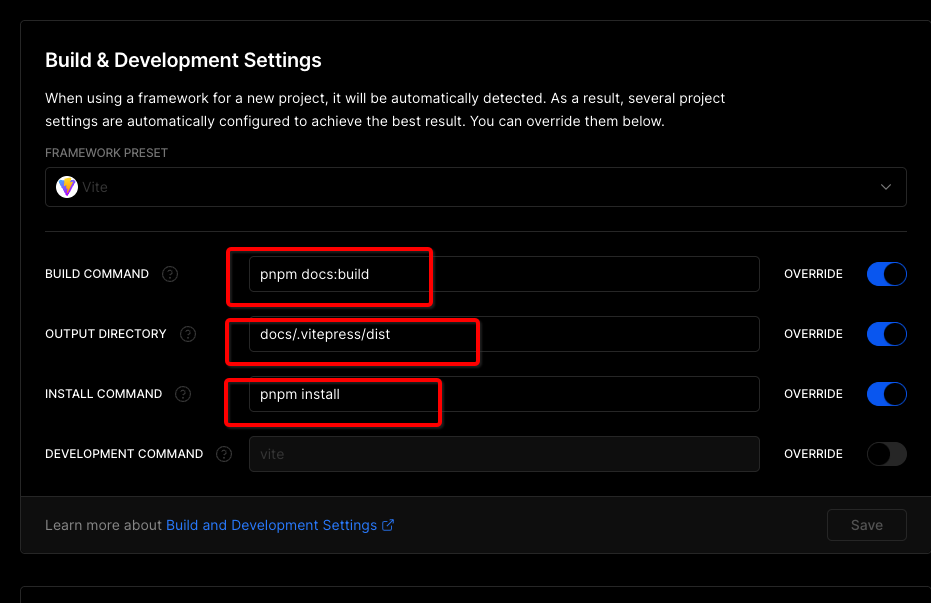 Build & Development Settings
When using a framework for a new project, it will be automatically detected. As a result, several project
settings are automatically configured to achieve the best result. You can override them below.
FRAMEWORK PRESET
Vite
BUILD COMMAND ? pnpm docs:build OVERRIDE
OUTPUT DIRECTORY ? docs/.vitepress/dist OVERRIDE
INSTALL COMMAND ? pnpm install OVERRIDE
DEVELOPMENT COMMAND ? vite OVERRIDE
Learn more about Build and Development Settings Save